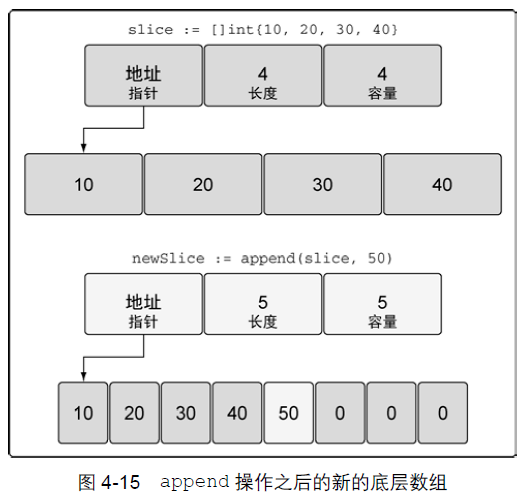 slice := []int{10, 20, 30, 40}
地址 4 4
指针 长度 容量
10 20 30 40
newSlice := append(slice, 50)
地址 5 5
指针 长度 容量
10 20 30 40 50 0 0 0
图 4-15 append 操作之后的新的底层数组